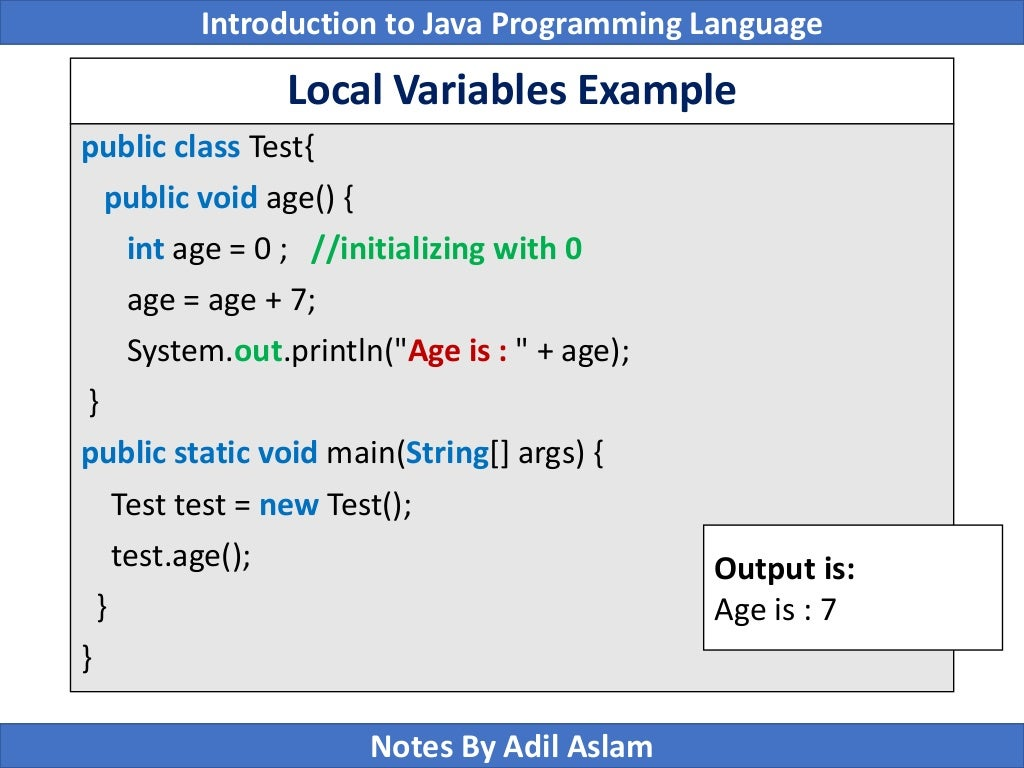 Introduction to Java Programming Language
Local Variables Example
public class Test{
public void age() {
int age = 0 ; //initializing with 0
age = age + 7;
System.out.println("Age is : " + age);
}
public static void main(String[] args) {
Test test = new Test();
test.age();
}
}
Output is:
Age is : 7
Notes By Adil Aslam